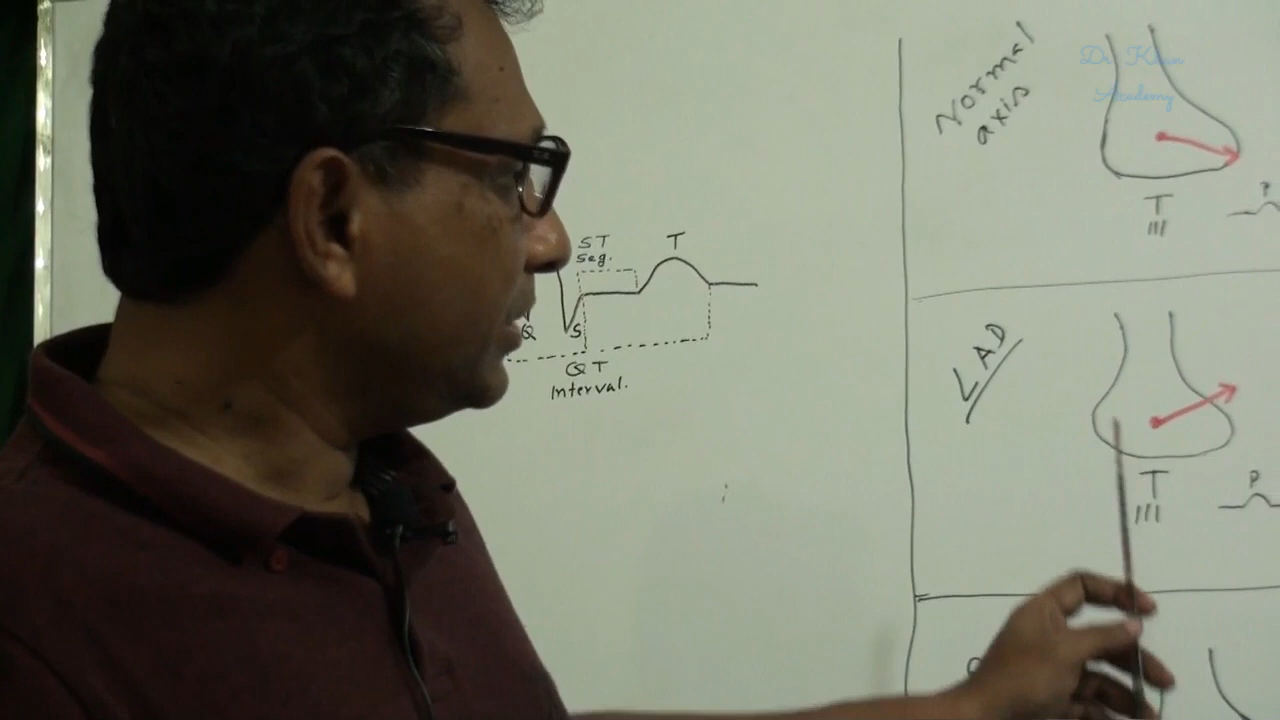 Dr. Khan
Academy
Normal
axis
T
III
P
ST
Seg.
T
Q
S
QT
Interval.
LAD
T
III
P